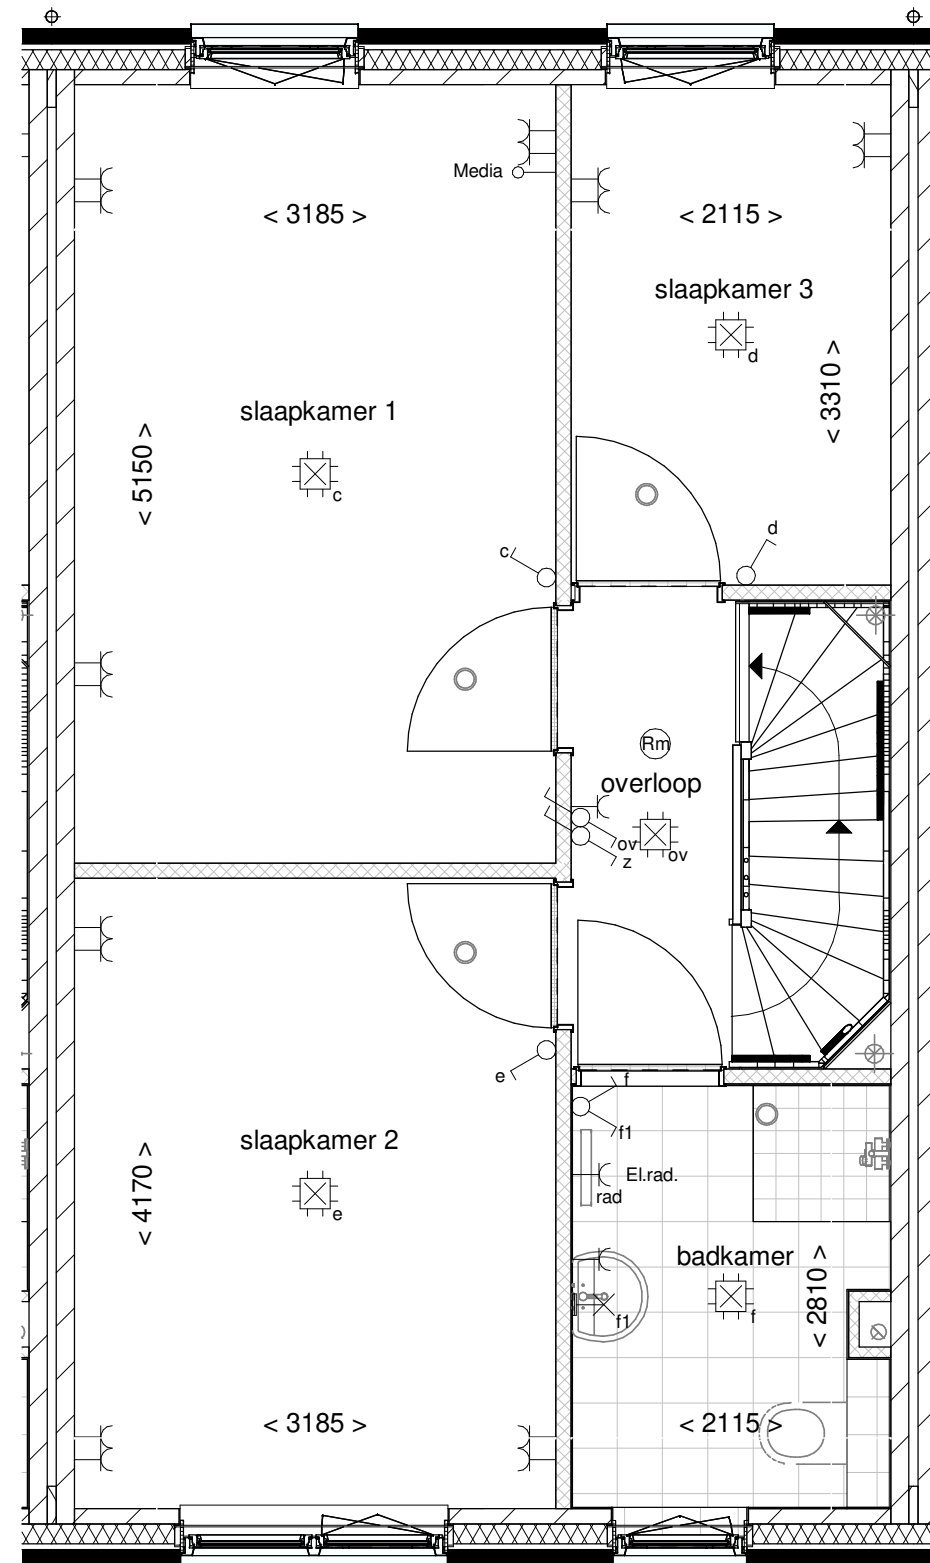 Media
< 3185 >
< 2115 >
slaapkamer 3
d
< 3310 >
slaapkamer 1
c
< 5150 >
c
d
Rm
overloop
ov
ov
z
e
f
f1
slaapkamer 2
e
< 4170 >
El.rad.
rad
badkamer
f
f1
< 2810 >
< 3185 >
< 2115 >